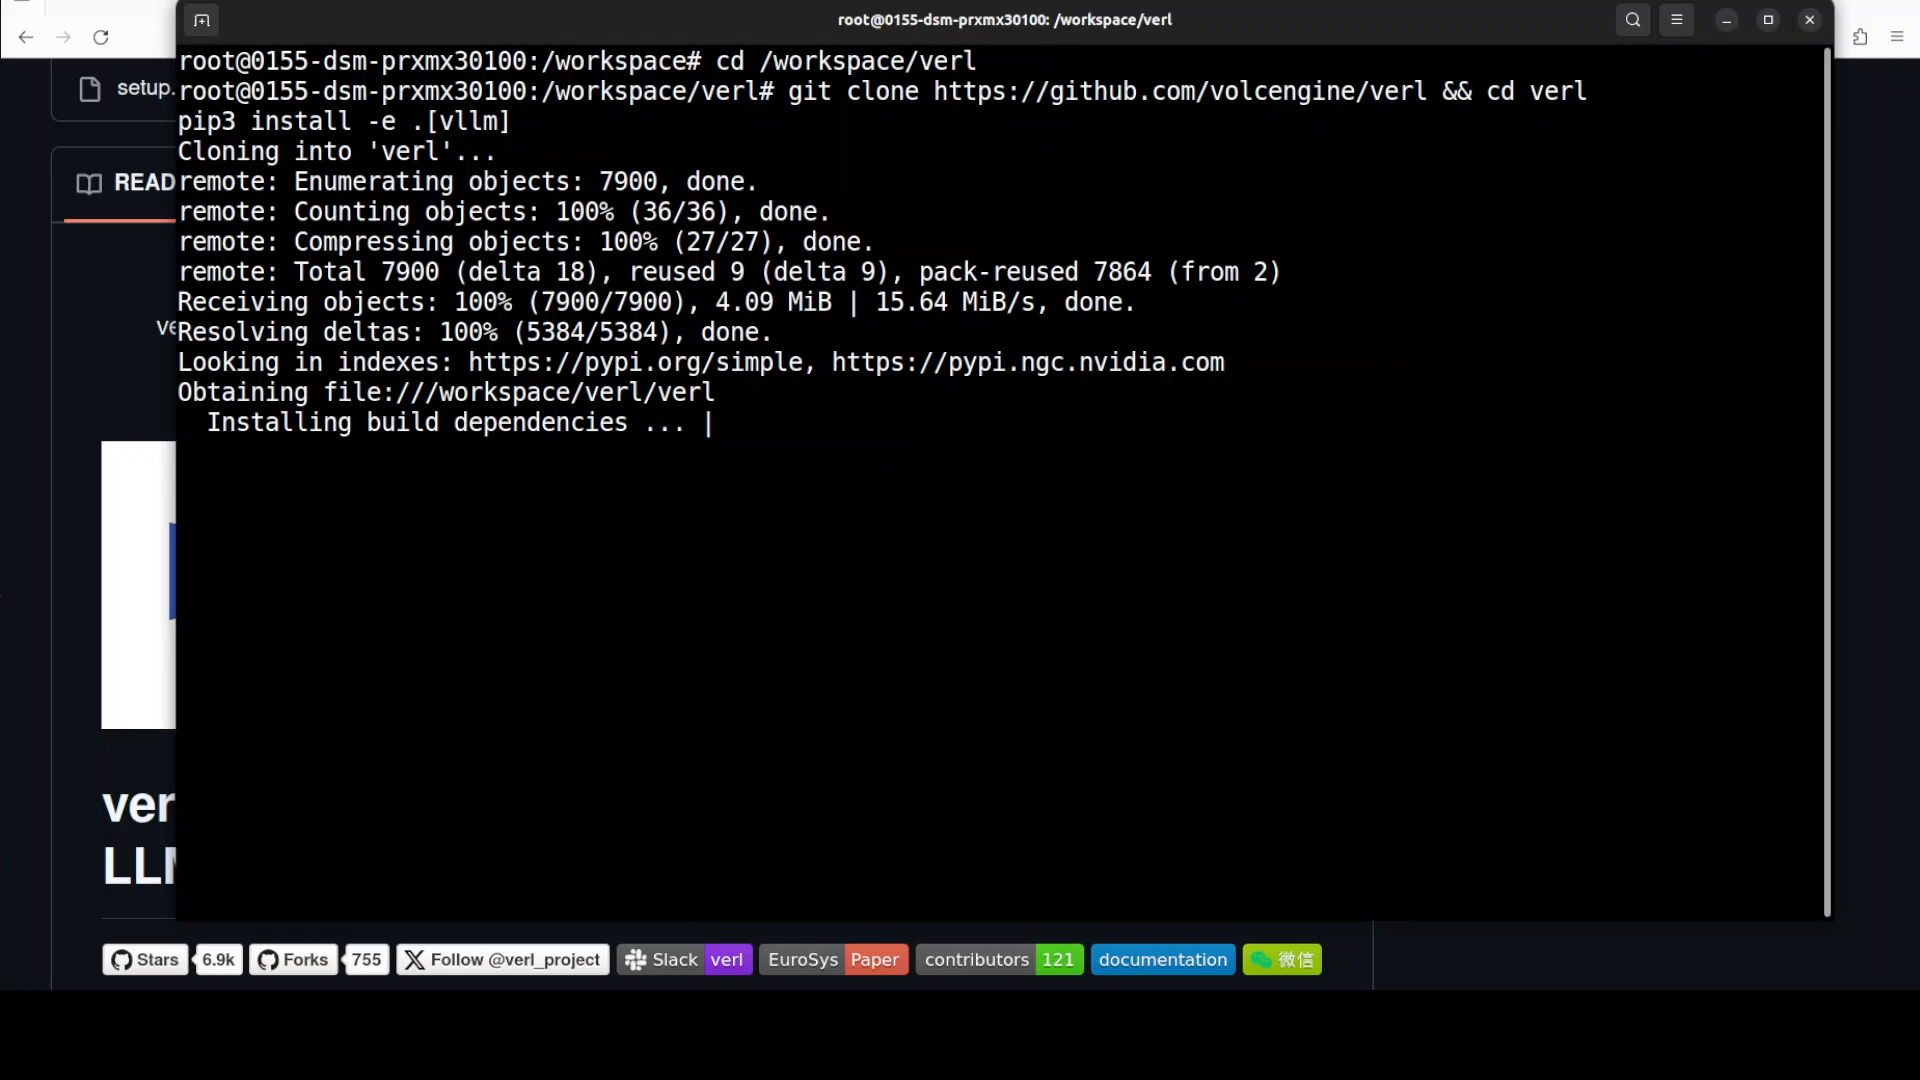 root@0155-dsm-prxmx30100: /workspace/verl
root@0155-dsm-prxmx30100:/workspace# cd /workspace/verl
root@0155-dsm-prxmx30100:/workspace/verl# git clone https://github.com/volcengine/verl && cd verl
pip3 install -e .[vllm]
Cloning into 'verl'...
remote: Enumerating objects: 7900, done.
remote: Counting objects: 100% (36/36), done.
remote: Compressing objects: 100% (27/27), done.
remote: Total 7900 (delta 18), reused 9 (delta 9), pack-reused 7864 (from 2)
Receiving objects: 100% (7900/7900), 4.09 MiB | 15.64 MiB/s, done.
Resolving deltas: 100% (5384/5384), done.
Looking in indexes: https://pypi.org/simple, https://pypi.ngc.nvidia.com
Obtaining file:///workspace/verl/verl
Installing build dependencies ... |
setup.
READ
ve
ver
LLM
Stars 6.9k Forks 755 Follow @verl_project Slack verl EuroSys Paper contributors 121 documentation 微信